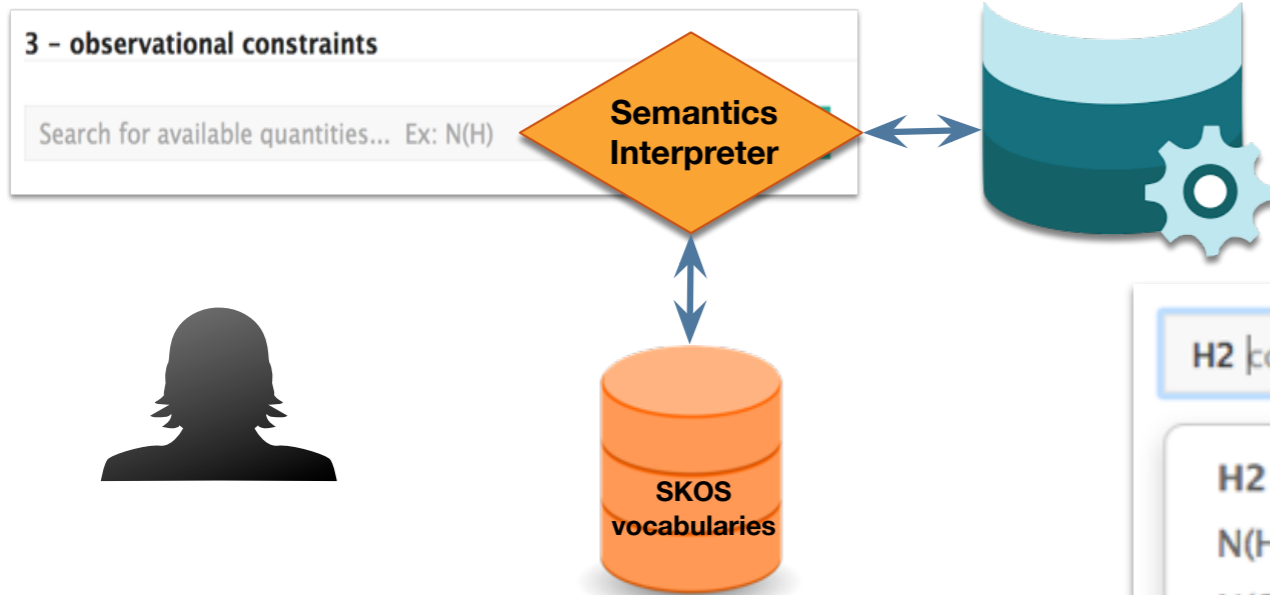 3 – observational constraints
Search for available quantities... Ex: N(H)
Semantics
Interpreter
SKOS
vocabularies
H2
H2